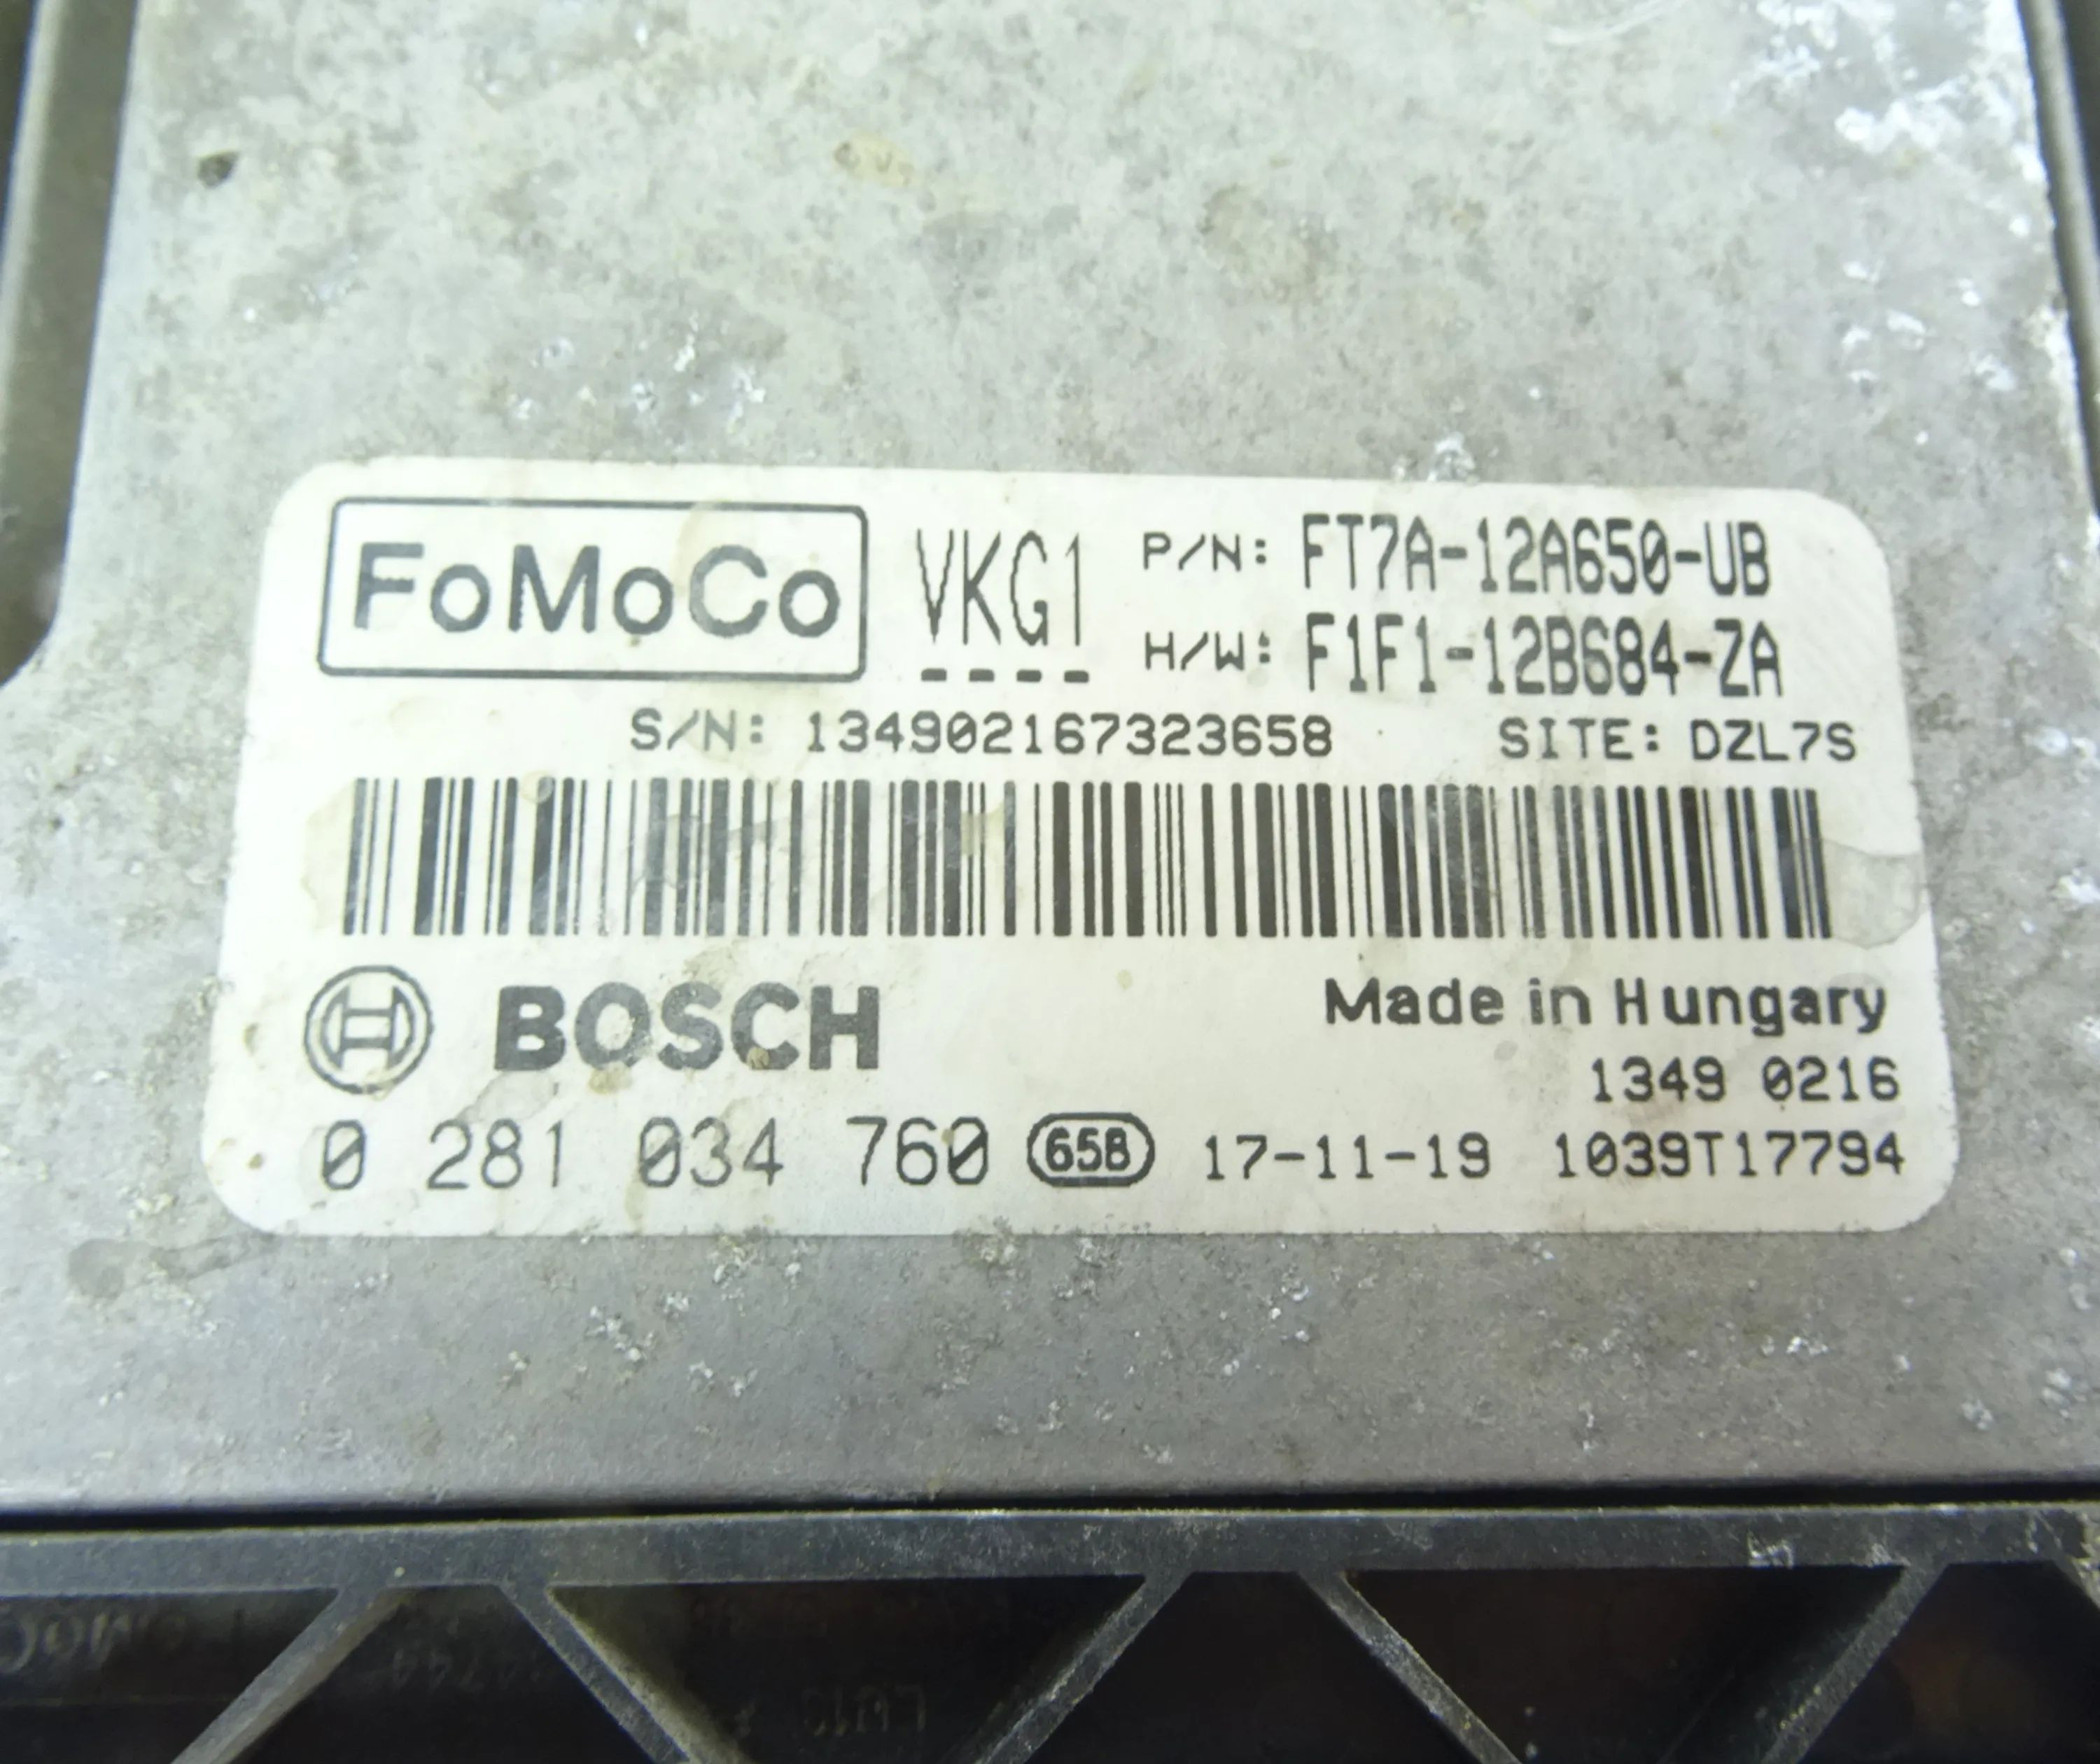 FoMoCo VKG1 P/N: FT7A-12A650-UB
---- H/W: F1F1-12B684-ZA
S/N: 134902167323658 SITE: DZL7S
BOSCH Made in Hungary
1349 0216
0 281 034 760 658 17-11-19 1039T17794